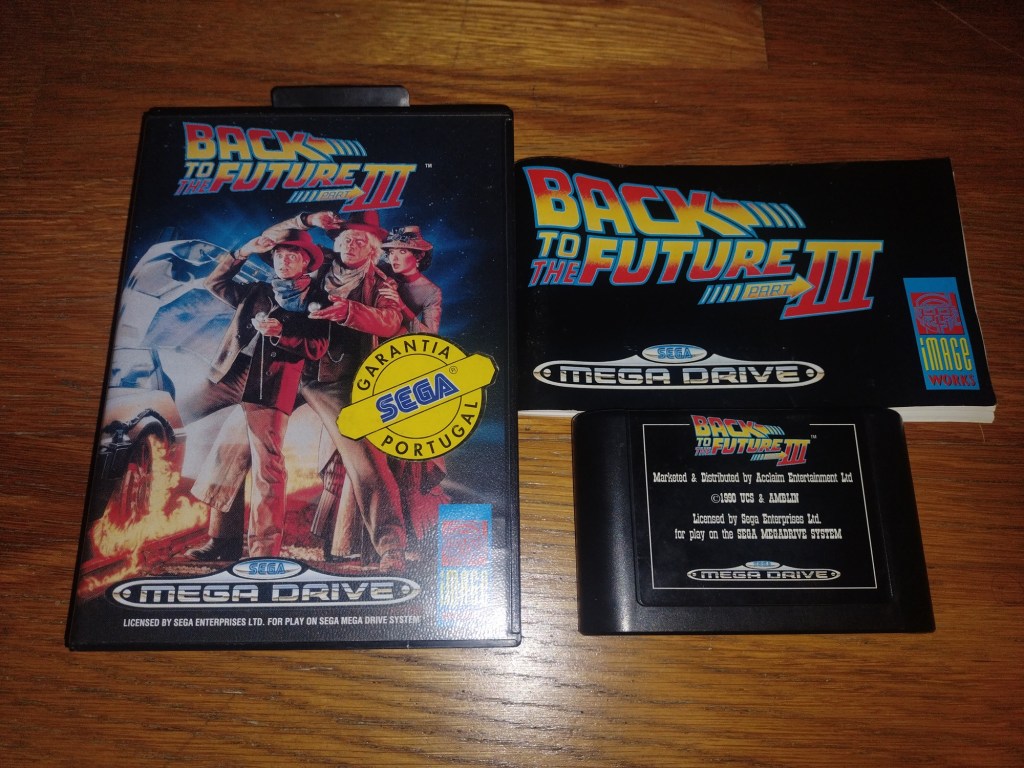 BACK
TO
THE FUTURE
PART III
™
GARANTIA
SEGA®
PORTUGAL
SEGA
MEGA DRIVE
IMAGE
LICENSED BY SEGA ENTERPRISES LTD. FOR PLAY ON SEGA MEGA DRIVE SYSTEM
BACK
TO
THE FUTURE
PART III
SEGA
MEGA DRIVE
iMAGE
WORKS
BACK
TO
THE FUTURE
PART III
™
Marketed & Distributed by Acclaim Entertainment Ltd
©1990 UCS & AMBLIN
Licensed by Sega Enterprises Ltd.
for play on the SEGA MEGADRIVE SYSTEM
SEGA
MEGA DRIVE